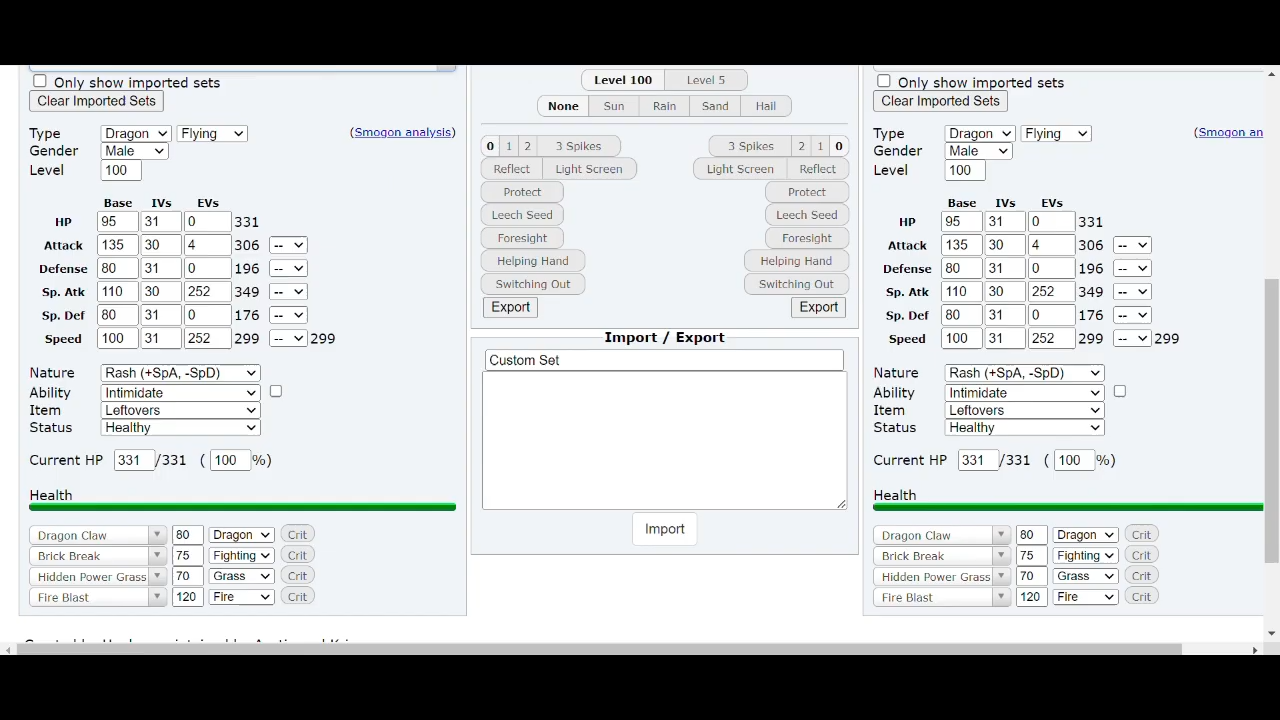 Only show imported sets
Clear Imported Sets
Type Dragon Flying (Smogon analysis)
Gender Male
Level 100
Base IVs EVs
HP 95 31 0 331
Attack 135 30 4 306 --
Defense 80 31 0 196 --
Sp. Atk 110 30 252 349 --
Sp. Def 80 31 0 176 --
Speed 100 31 252 299 -- 299
Nature Rash (+SpA, -SpD)
Ability Intimidate
Item Leftovers
Status Healthy
Current HP 331/331 (100%)
Health
Dragon Claw 80 Dragon Crit
Brick Break 75 Fighting Crit
Hidden Power Grass 70 Grass Crit
Fire Blast 120 Fire Crit
Level 100 Level 5
None Sun Rain Sand Hail
0 1 2 3 Spikes 3 Spikes 2 1 0
Reflect Light Screen Light Screen Reflect
Protect Protect
Leech Seed Leech Seed
Foresight Foresight
Helping Hand Helping Hand
Switching Out Switching Out
Export Export
Import / Export
Custom Set
Import
Only show imported sets
Clear Imported Sets
Type Dragon Flying (Smogon an
Gender Male
Level 100
Base IVs EVs
HP 95 31 0 331
Attack 135 30 4 306 --
Defense 80 31 0 196 --
Sp. Atk 110 30 252 349 --
Sp. Def 80 31 0 176 --
Speed 100 31 252 299 -- 299
Nature Rash (+SpA, -SpD)
Ability Intimidate
Item Leftovers
Status Healthy
Current HP 331/331 (100%)
Health
Dragon Claw 80 Dragon Crit
Brick Break 75 Fighting Crit
Hidden Power Grass 70 Grass Crit
Fire Blast 120 Fire Crit